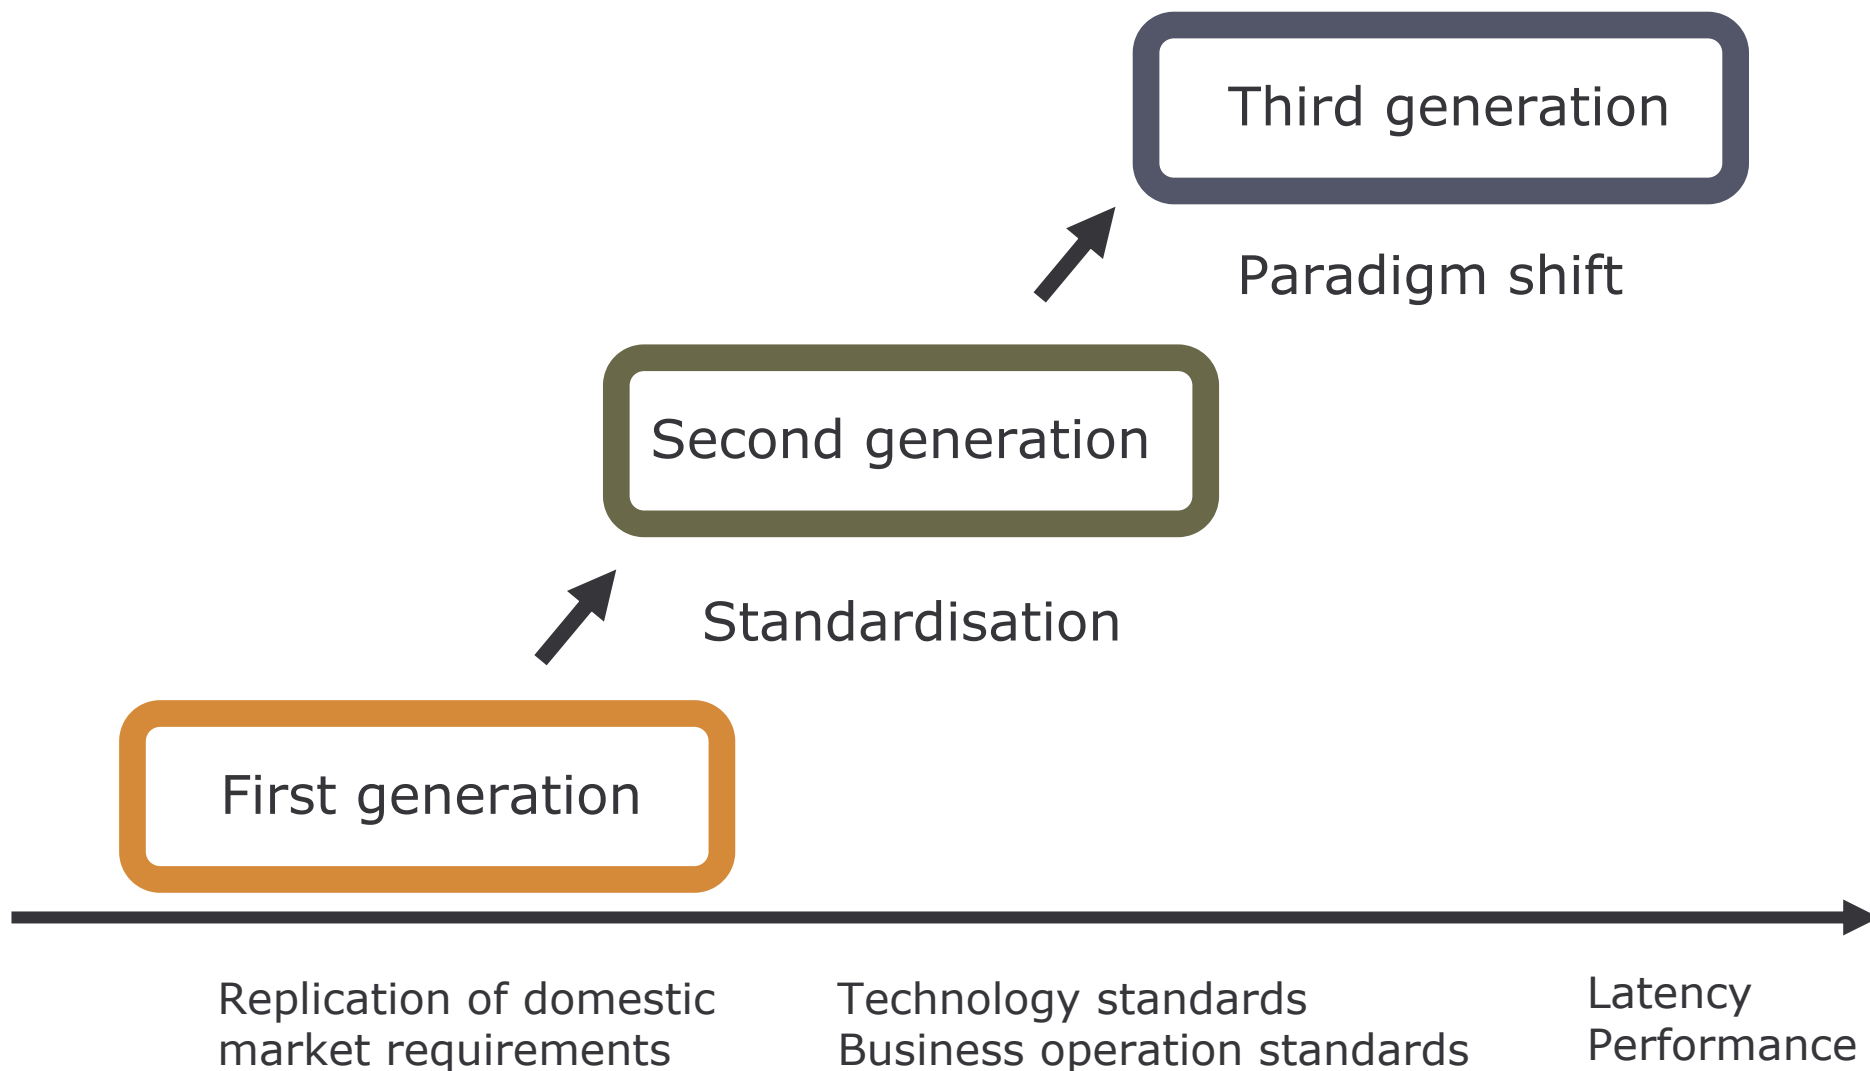 Third generation
Paradigm shift
Second generation
Standardisation
First generation
Replication of domestic
market requirements
Technology standards
Business operation standards
Latency
Performance